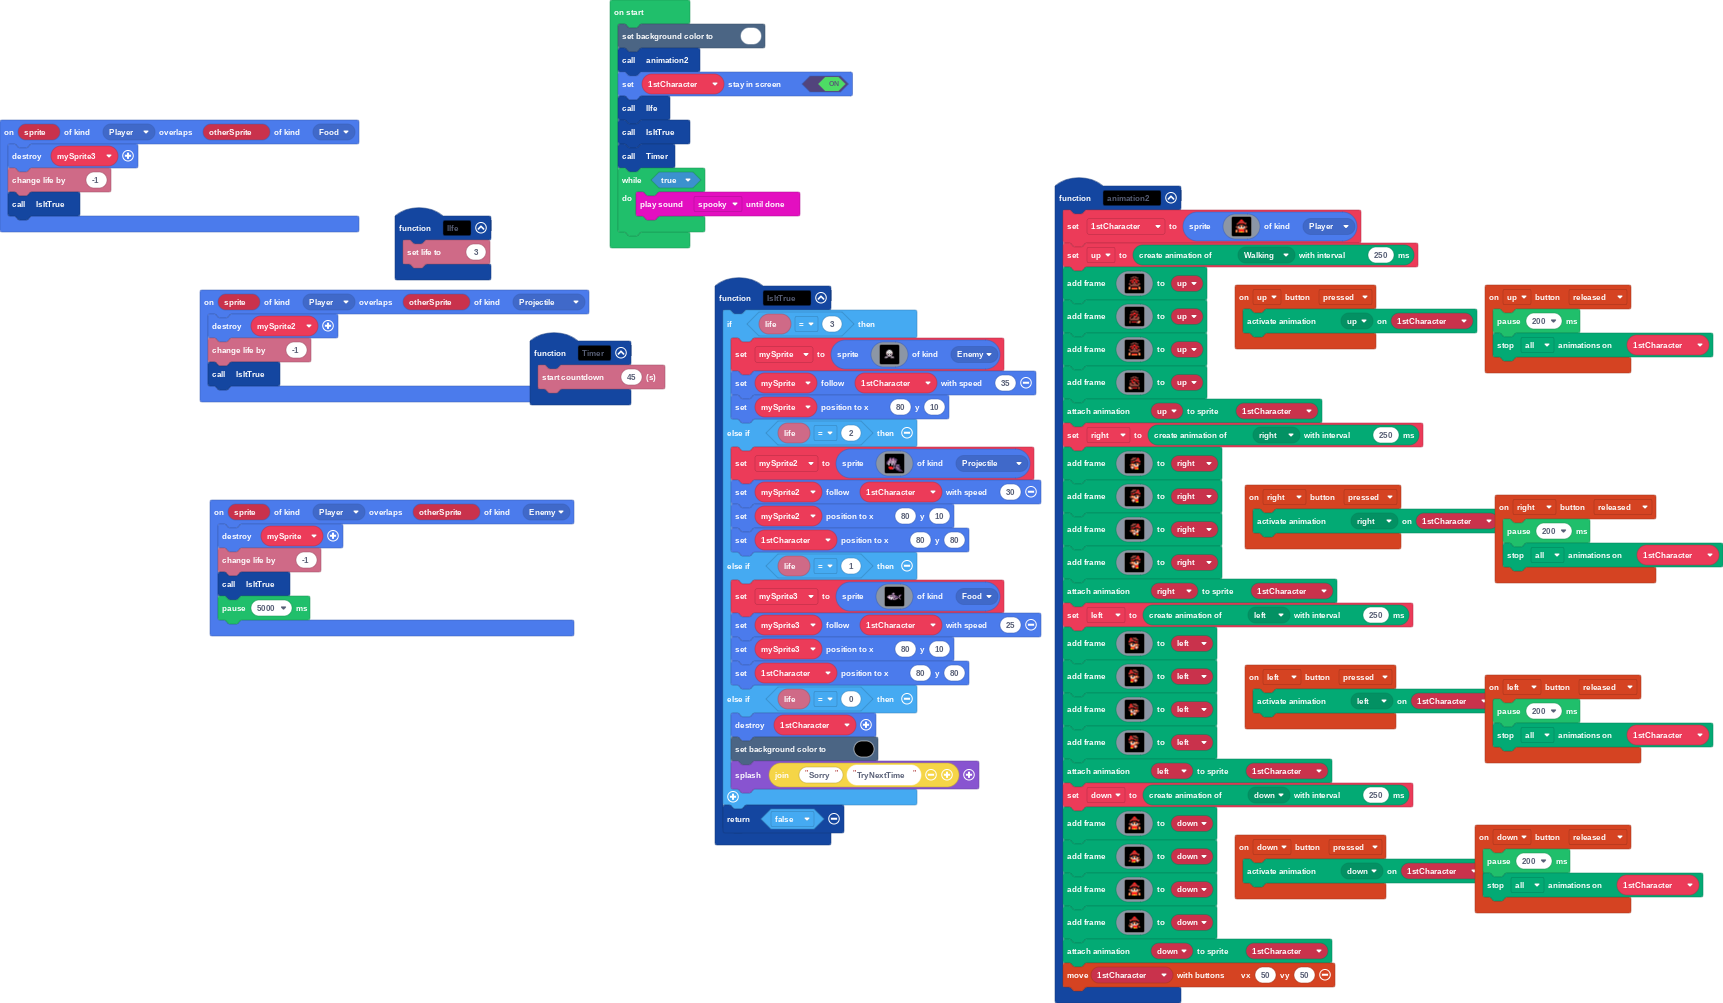 on start
set background color to
call animation2
set 1stCharacter stay in screen ON
call life
call IsItTrue
call Timer
while true
do play sound spooky until done
on sprite of kind Player overlaps otherSprite of kind Food
destroy mySprite3
change life by -1
call IsItTrue
function life
set life to 3
on sprite of kind Player overlaps otherSprite of kind Projectile
destroy mySprite2
change life by -1
call IsItTrue
function Timer
start countdown 45 (s)
on sprite of kind Player overlaps otherSprite of kind Enemy
destroy mySprite
change life by -1
call IsItTrue
pause 5000 ms
function IsItTrue
if life = 3 then
set mySprite to sprite of kind Enemy
set mySprite follow 1stCharacter with speed 35
set mySprite position to x 80 y 10
else if life = 2 then
set mySprite2 to sprite of kind Projectile
set mySprite2 follow 1stCharacter with speed 30
set mySprite2 position to x 80 y 10
set 1stCharacter position to x 80 y 80
else if life = 1 then
set mySprite3 to sprite of kind Food
set mySprite3 follow 1stCharacter with speed 25
set mySprite3 position to x 80 y 10
set 1stCharacter position to x 80 y 80
else if life = 0 then
destroy 1stCharacter
set background color to
splash join "Sorry " "TryNextTime "
return false
function animation2
set 1stCharacter to sprite of kind Player
set up to create animation of Walking with interval 250 ms
add frame to up
add frame to up
add frame to up
add frame to up
attach animation up to sprite 1stCharacter
set right to create animation of right with interval 250 ms
add frame to right
add frame to right
add frame to right
add frame to right
attach animation right to sprite 1stCharacter
set left to create animation of left with interval 250 ms
add frame to left
add frame to left
add frame to left
add frame to left
attach animation left to sprite 1stCharacter
set down to create animation of down with interval 250 ms
add frame to down
add frame to down
add frame to down
add frame to down
attach animation down to sprite 1stCharacter
move 1stCharacter with buttons vx 50 vy 50
on up button pressed
activate animation up on 1stCharacter
on up button released
pause 200 ms
stop all animations on 1stCharacter
on right button pressed
activate animation right on 1stCharacter
on right button released
pause 200 ms
stop all animations on 1stCharacter
on left button pressed
activate animation left on 1stCharacter
on left button released
pause 200 ms
stop all animations on 1stCharacter
on down button pressed
activate animation down on 1stCharacter
on down button released
pause 200 ms
stop all animations on 1stCharacter